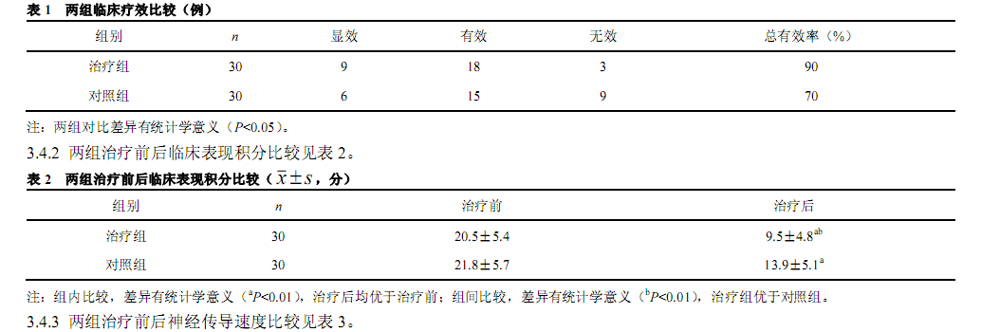 表 1 两组临床疗效比较（例）
组别 n 显效 有效 无效 总有效率（%）
治疗组 30 9 18 3 90
对照组 30 6 15 9 70
注：两组对比差异有统计学意义（P<0.05）。
3.4.2 两组治疗前后临床表现积分比较见表 2。
表 2 两组治疗前后临床表现积分比较（x̄±s，分）
组别 n 治疗前 治疗后
治疗组 30 20.5±5.4 9.5±4.8ab
对照组 30 21.8±5.7 13.9±5.1a
注：组内比较，差异有统计学意义（aP<0.01），治疗后均优于治疗前；组间比较，差异有统计学意义（bP<0.01），治疗组优于对照组。
3.4.3 两组治疗前后神经传导速度比较见表 3。